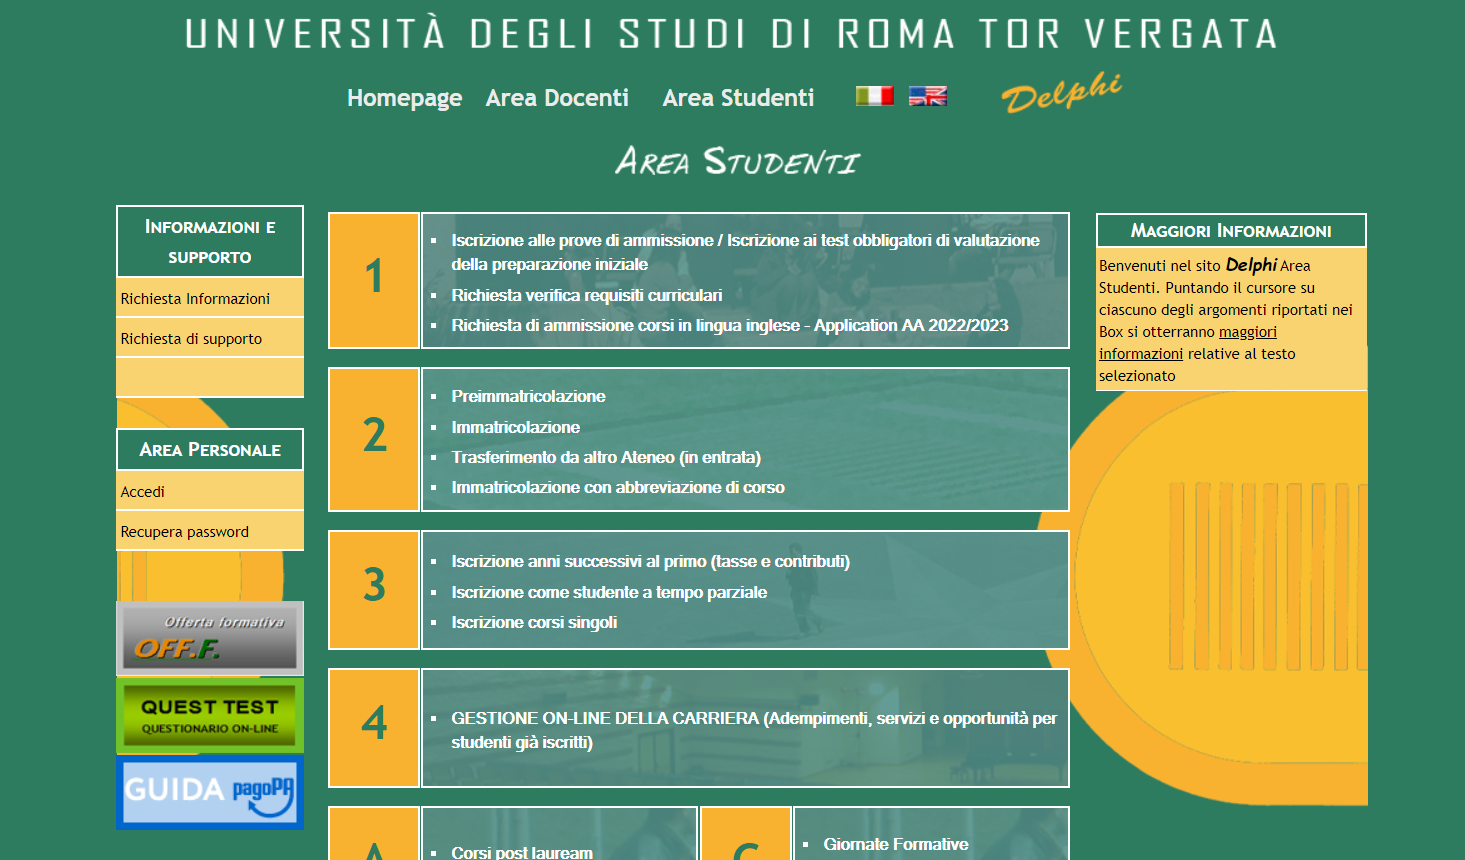 UNIVERSITÀ DEGLI STUDI DI ROMA TOR VERGATA
Homepage Area Docenti Area Studenti Delphi
AREA STUDENTI
INFORMAZIONI E
SUPPORTO
Richiesta Informazioni
Richiesta di supporto
AREA PERSONALE
Accedi
Recupera password
Offerta formativa
OFF.F.
QUEST TEST
QUESTIONARIO ON-LINE
GUIDA pagoPA
1
Iscrizione alle prove di ammissione / Iscrizione ai test obbligatori di valutazione
della preparazione iniziale
Richiesta verifica requisiti curriculari
Richiesta di ammissione corsi in lingua inglese - Application AA 2022/2023
2
Preimmatricolazione
Immatricolazione
Trasferimento da altro Ateneo (in entrata)
Immatricolazione con abbreviazione di corso
3
Iscrizione anni successivi al primo (tasse e contributi)
Iscrizione come studente a tempo parziale
Iscrizione corsi singoli
4
GESTIONE ON-LINE DELLA CARRIERA (Adempimenti, servizi e opportunità per
studenti già iscritti)
A
Corsi post lauream
C
Giornate Formative
MAGGIORI INFORMAZIONI
Benvenuti nel sito Delphi Area
Studenti. Puntando il cursore su
ciascuno degli argomenti riportati nei
Box si otterranno maggiori
informazioni relative al testo
selezionato